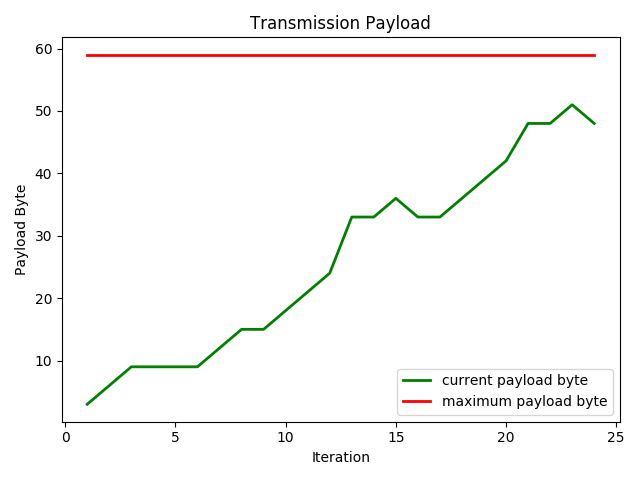 Transmission Payload
60
50
40
30
20
10
Payload Byte
current payload byte
maximum payload byte
0 5 10 15 20 25
Iteration